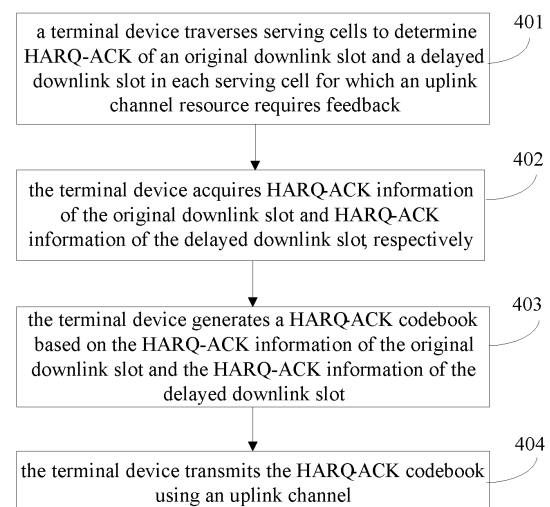 a terminal device traverses serving cells to determine
HARQ-ACK of an original downlink slot and a delayed
downlink slot in each serving cell for which an uplink
channel resource requires feedback
401
the terminal device acquires HARQ-ACK information
of the original downlink slot and HARQ-ACK
information of the delayed downlink slot, respectively
402
the terminal device generates a HARQ-ACK codebook
based on the HARQ-ACK information of the original
downlink slot and the HARQ-ACK information of the
delayed downlink slot
403
the terminal device transmits the HARQ-ACK codebook
using an uplink channel
404